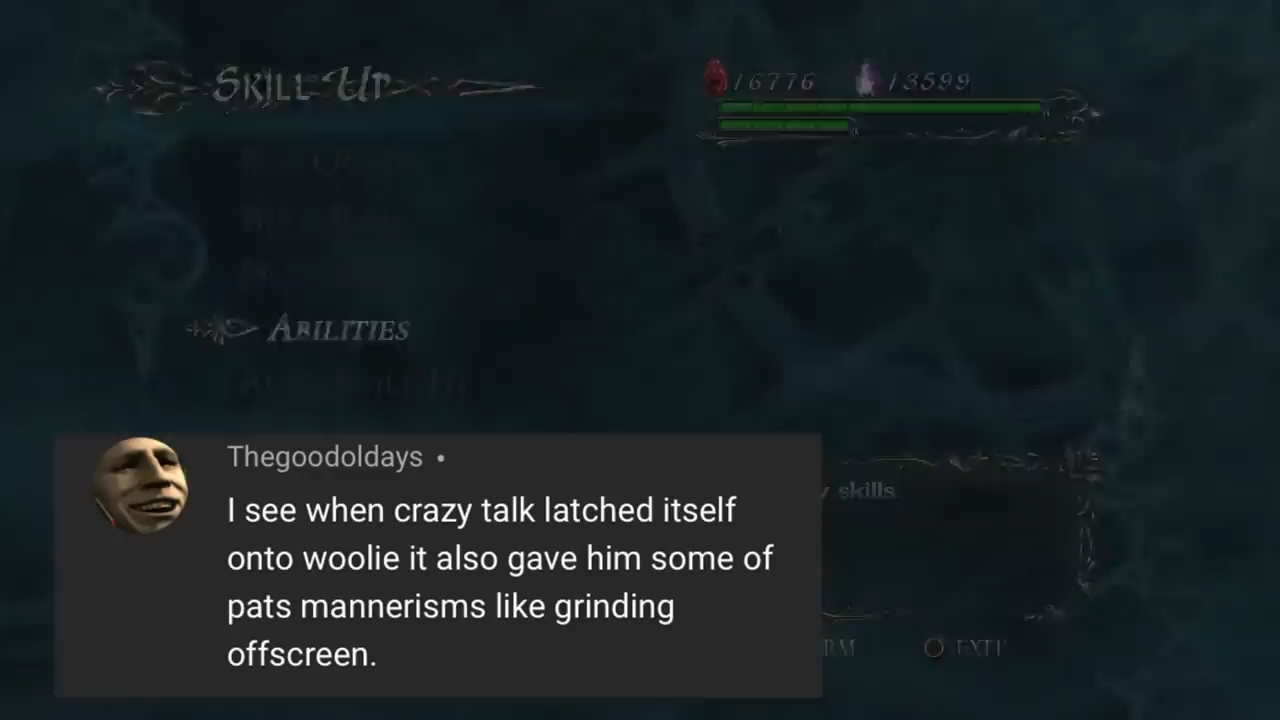 SKILL UP
16776 13599
ABILITIES
Thegoodoldays •
I see when crazy talk latched itself
onto woolie it also gave him some of
pats mannerisms like grinding
offscreen.
skills
EXIT